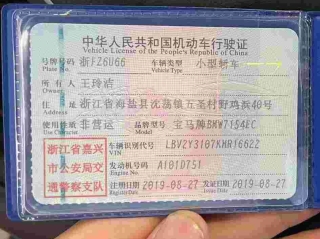 中华人民共和国机动车行驶证
Vehicle License of the People's Republic of China
号牌号码 浙FZ6U66 车辆类型 小型轿车
Plate No. Vehicle Type
所有人 王玲洁
Owner
住址 浙江省海盐县沈荡镇五圣村野鸡浜40号
Address
使用性质 非营运 品牌型号 宝马牌BMW7154LC
Use Character Model
浙江省嘉兴
市公安局交
通警察支队
车辆识别代号 LBVZY3107KMR1662Z
VIN
发动机号码 A101DTS1
Engine No.
注册日期 2019-08-27 发证日期 2019-08-27
Register Date Issue Date